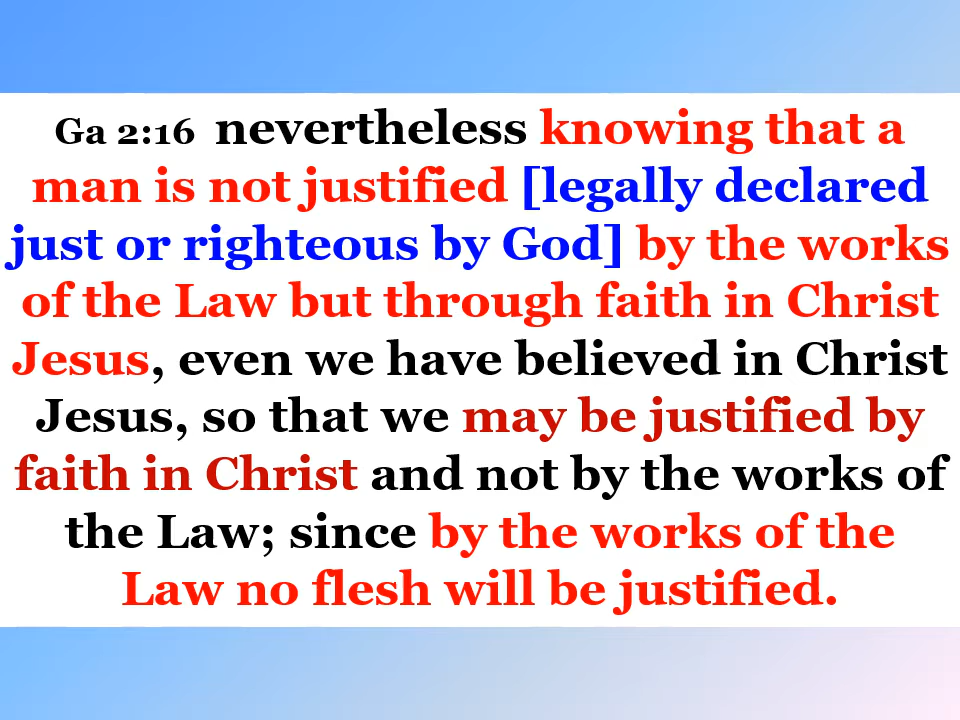 Ga 2:16 nevertheless knowing that a
man is not justified [legally declared
just or righteous by God] by the works
of the Law but through faith in Christ
Jesus, even we have believed in Christ
Jesus, so that we may be justified by
faith in Christ and not by the works of
the Law; since by the works of the
Law no flesh will be justified.